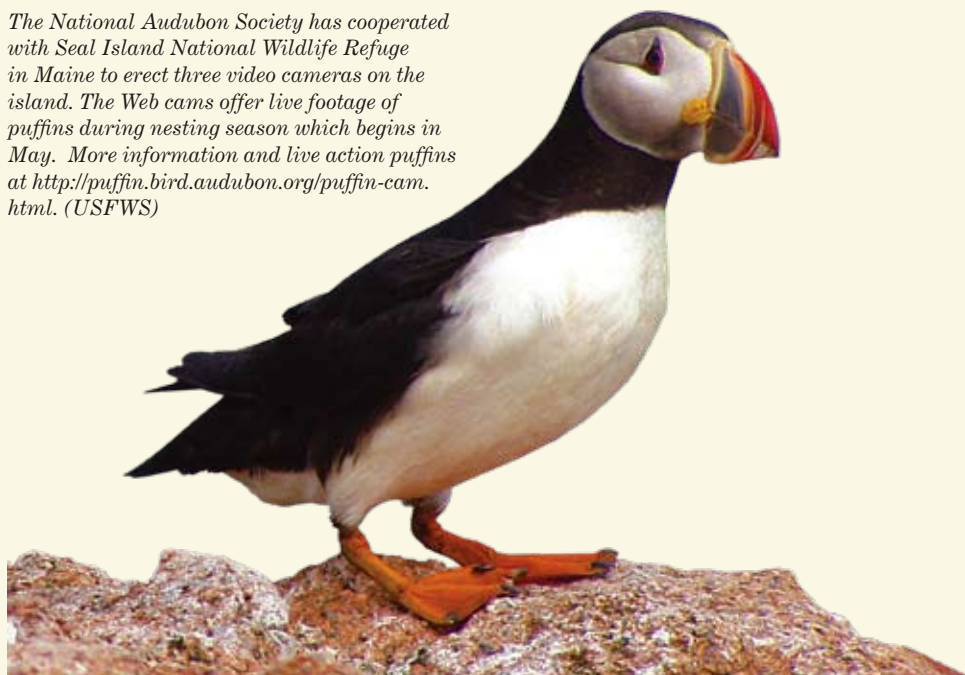 The National Audubon Society has cooperated
with Seal Island National Wildlife Refuge
in Maine to erect three video cameras on the
island. The Web cams offer live footage of
puffins during nesting season which begins in
May.  More information and live action puffins
at http://puffin.bird.audubon.org/puffin-cam.
html. (USFWS)